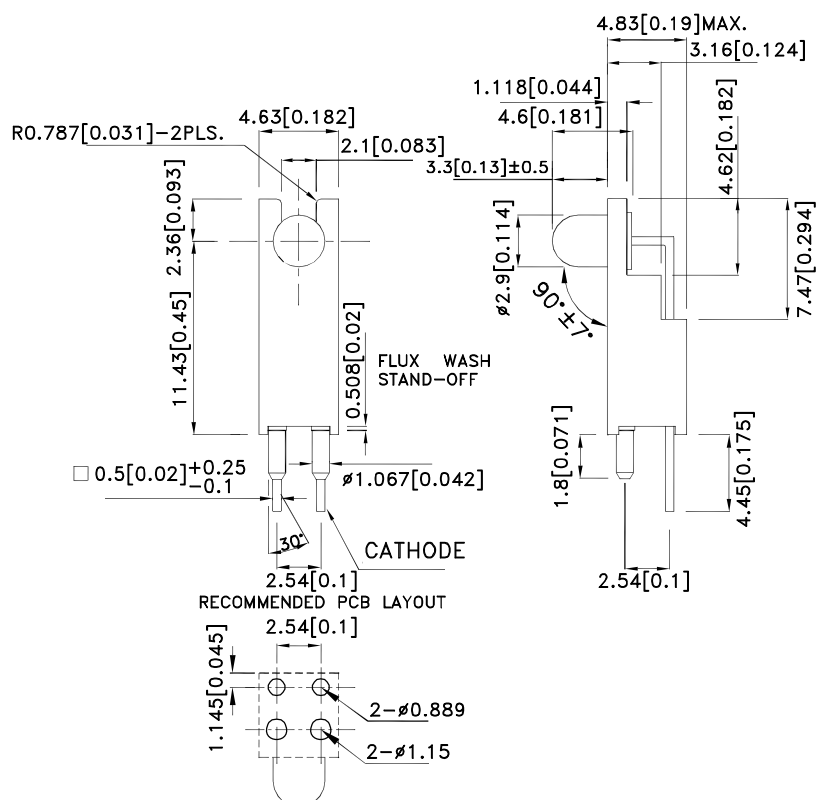 4.83[0.19]MAX.
3.16[0.124]
1.118[0.044]
4.6[0.181]
4.63[0.182]
R0.787[0.031]-2PLS.
2.1[0.083]
3.3[0.13]±0.5
4.62[0.182]
2.36[0.093]
ø2.9[0.114]
7.47[0.294]
90°±7°
11.43[0.45]
0.508[0.02]
FLUX WASH
STAND-OFF
□ 0.5[0.02]+0.25
-0.1
ø1.067[0.042]
1.8[0.071]
4.45[0.175]
30°
CATHODE
2.54[0.1]
2.54[0.1]
RECOMMENDED PCB LAYOUT
2.54[0.1]
1.145[0.045]
2-ø0.889
2-ø1.15